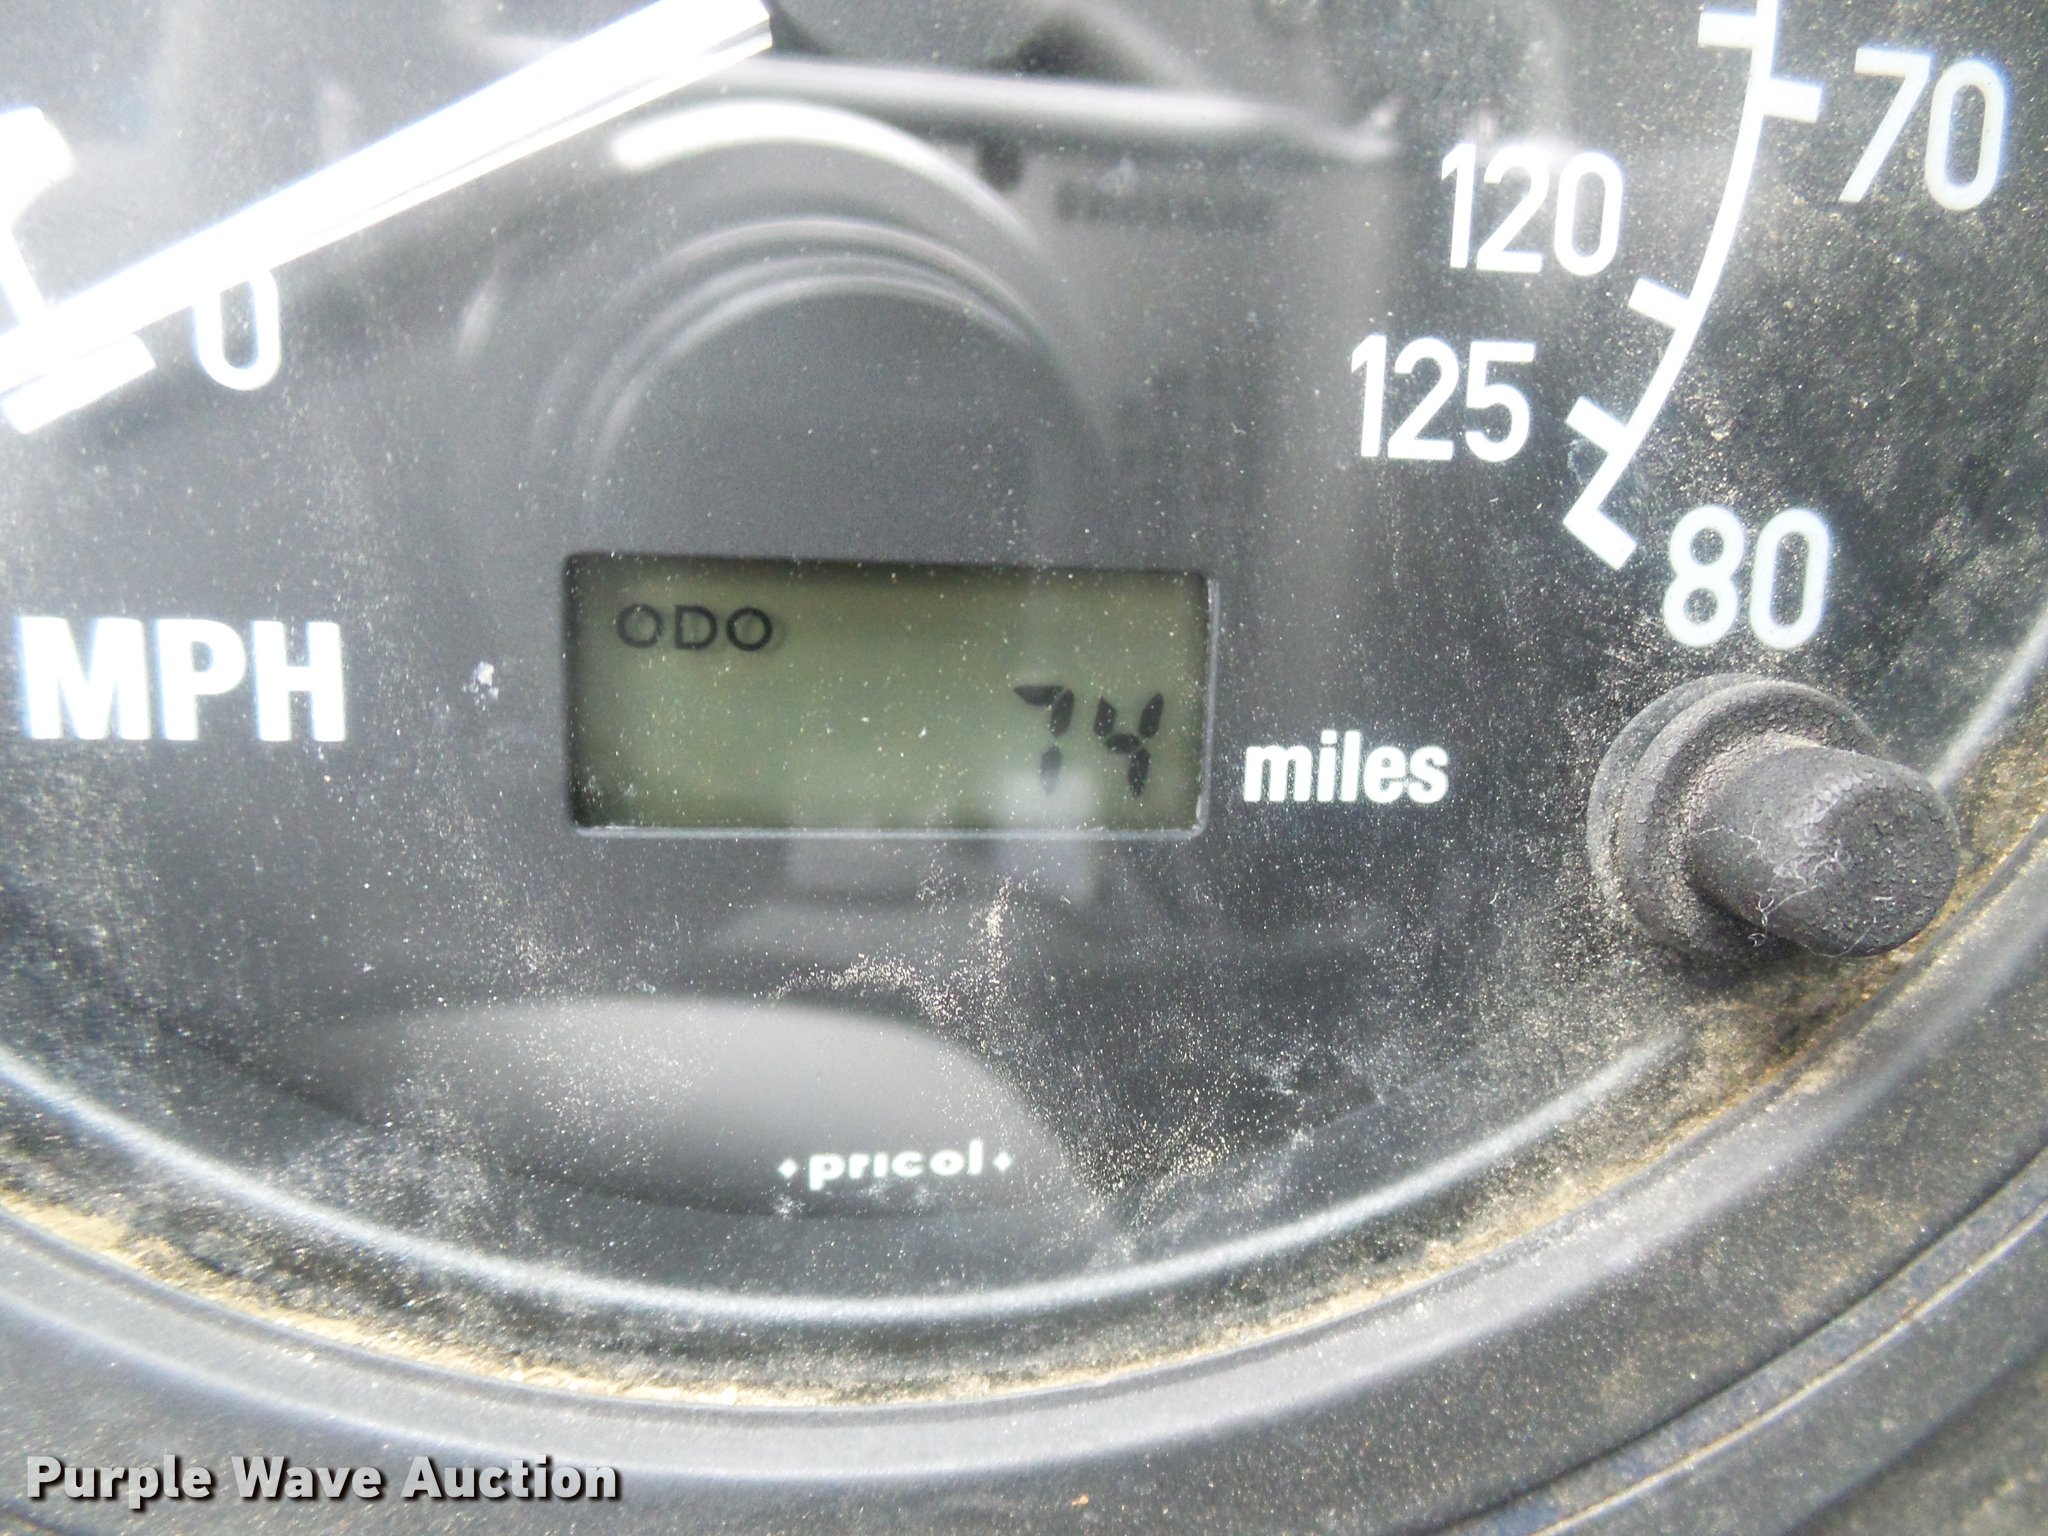 70
120
0
125
80
ODO
MPH
74
miles
pricol
Purple Wave Auction